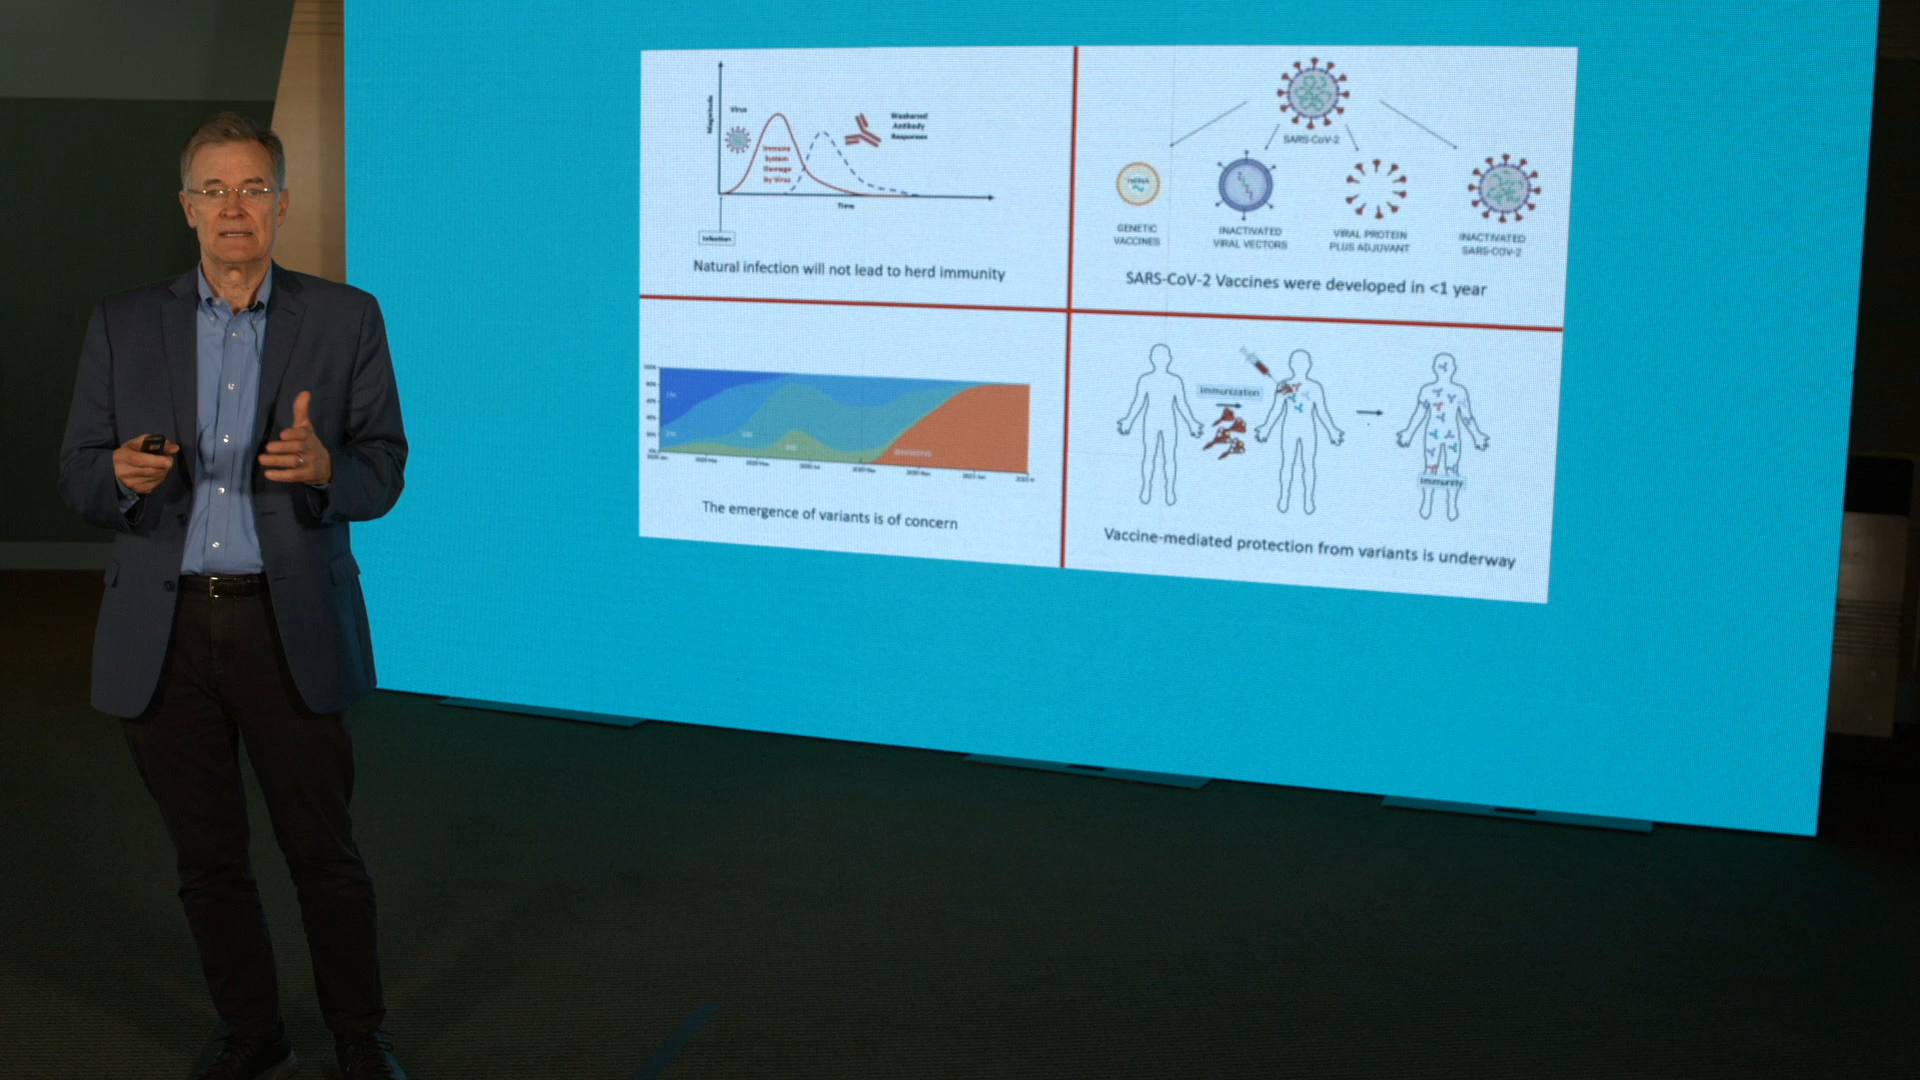 Magnitude
Virus
Immune
System
Damage
by Virus
Weakened
Antibody
Responses
Time
Infection
Natural infection will not lead to herd immunity
SARS-CoV-2
GENETIC
VACCINES
INACTIVATED
VIRAL VECTORS
VIRAL PROTEIN
PLUS ADJUVANT
INACTIVATED
SARS-COV-2
SARS-CoV-2 Vaccines were developed in <1 year
The emergence of variants is of concern
Immunization
Immunity
Vaccine-mediated protection from variants is underway